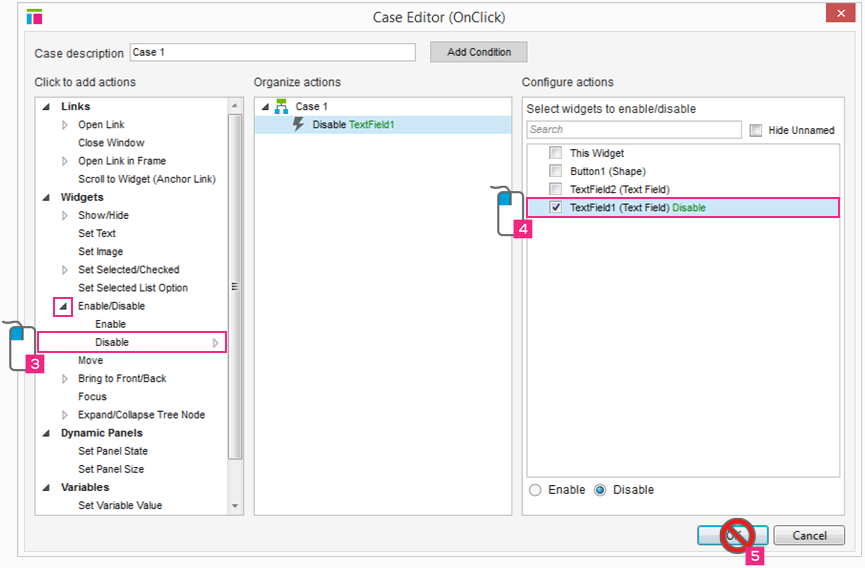 Case Editor (OnClick)
Case description Case 1 Add Condition
Click to add actions
Links
Open Link
Close Window
Open Link in Frame
Scroll to Widget (Anchor Link)
Widgets
Show/Hide
Set Text
Set Image
Set Selected/Checked
Set Selected List Option
Enable/Disable
Enable
Disable
3
Move
Bring to Front/Back
Focus
Expand/Collapse Tree Node
Dynamic Panels
Set Panel State
Set Panel Size
Variables
Set Variable Value
Organize actions
Case 1
Disable TextField1
Configure actions
Select widgets to enable/disable
Search Hide Unnamed
This Widget
Button1 (Shape)
TextField2 (Text Field)
TextField1 (Text Field) Disable
4
Enable Disable
Cancel
5